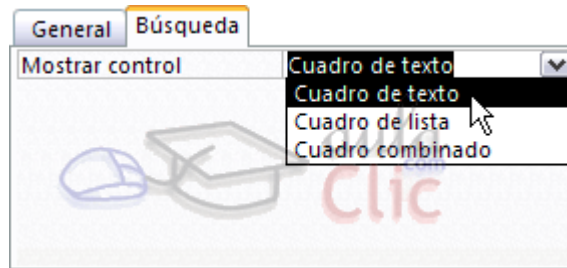 General Búsqueda
Mostrar control Cuadro de texto
Cuadro de texto
Cuadro de lista
Cuadro combinado
aula
.com
Clic